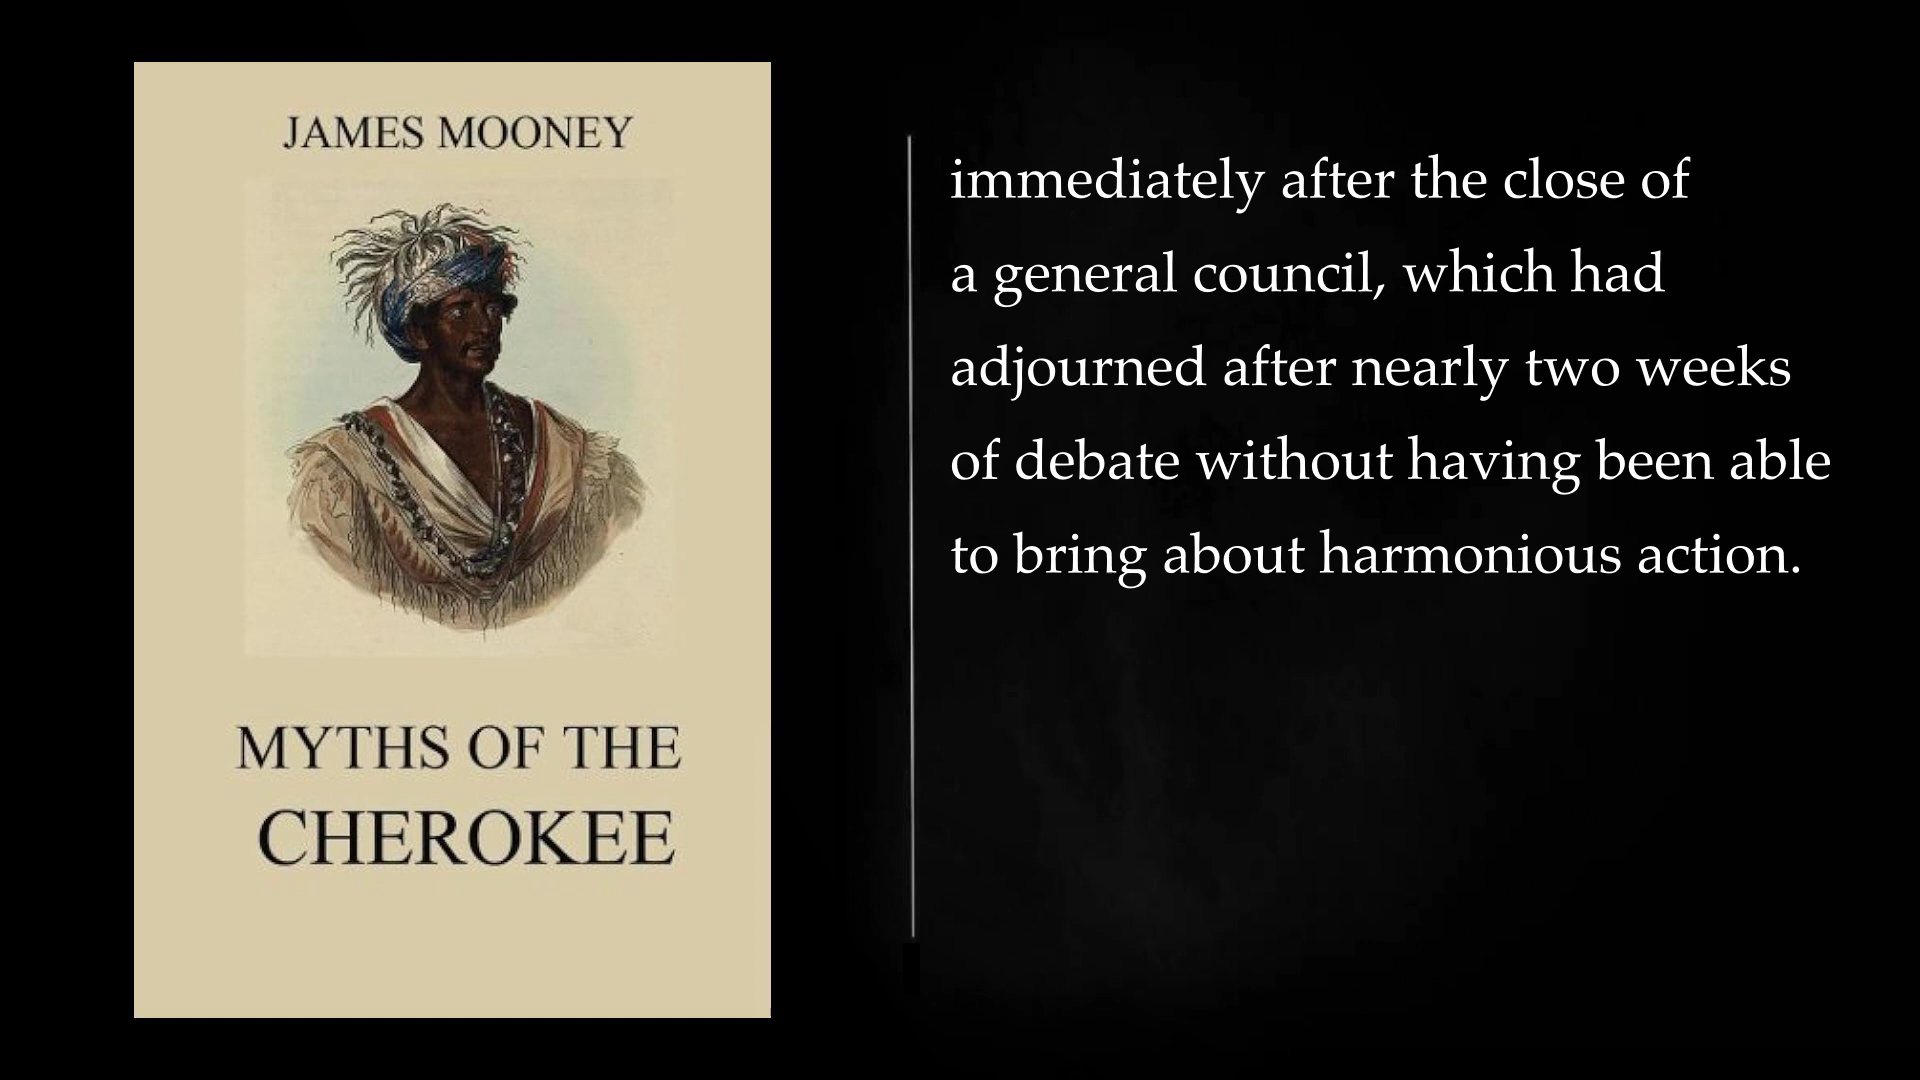 JAMES MOONEY
MYTHS OF THE
CHEROKEE
immediately after the close of
a general council, which had
adjourned after nearly two weeks
of debate without having been able
to bring about harmonious action.